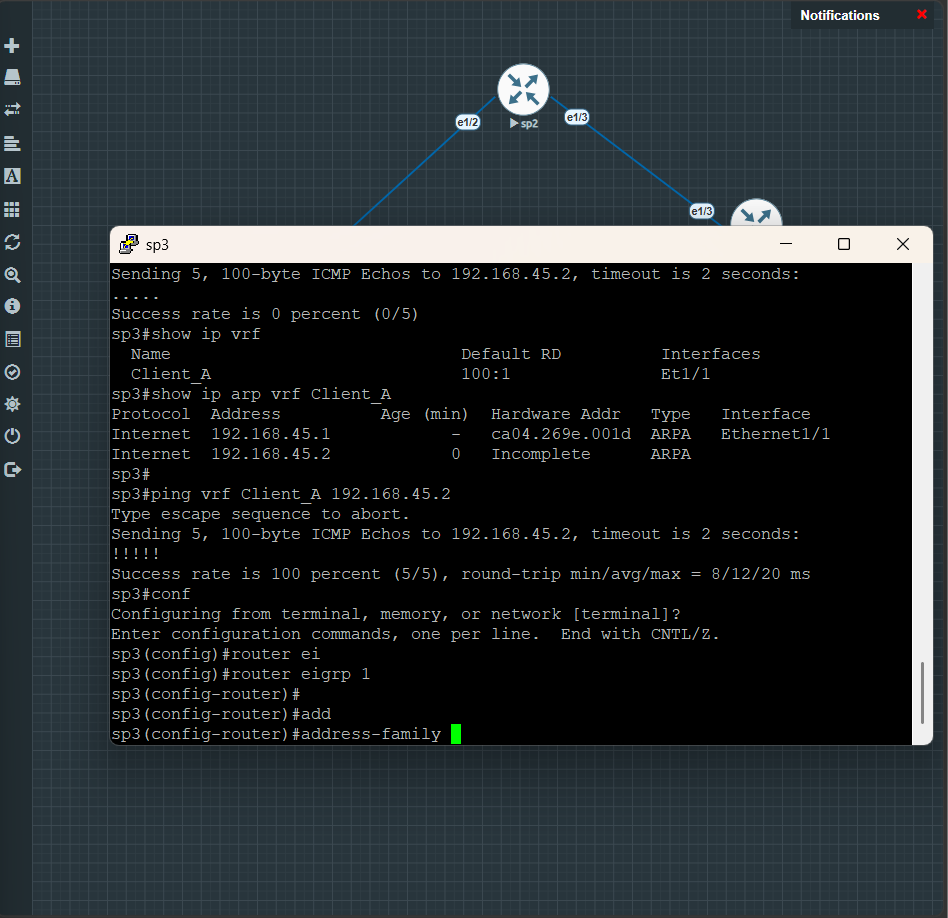 Notifications
e1/2
sp2
e1/3
e1/3
sp3
Sending 5, 100-byte ICMP Echos to 192.168.45.2, timeout is 2 seconds:
.....
Success rate is 0 percent (0/5)
sp3#show ip vrf
  Name                             Default RD          Interfaces
  Client_A                         100:1               Et1/1
sp3#show ip arp vrf Client_A
Protocol  Address          Age (min)  Hardware Addr   Type   Interface
Internet  192.168.45.1            -   ca04.269e.001d  ARPA   Ethernet1/1
Internet  192.168.45.2            0   Incomplete      ARPA
sp3#
sp3#ping vrf Client_A 192.168.45.2
Type escape sequence to abort.
Sending 5, 100-byte ICMP Echos to 192.168.45.2, timeout is 2 seconds:
!!!!!
Success rate is 100 percent (5/5), round-trip min/avg/max = 8/12/20 ms
sp3#conf
Configuring from terminal, memory, or network [terminal]?
Enter configuration commands, one per line.  End with CNTL/Z.
sp3(config)#router ei
sp3(config)#router eigrp 1
sp3(config-router)#
sp3(config-router)#add
sp3(config-router)#address-family